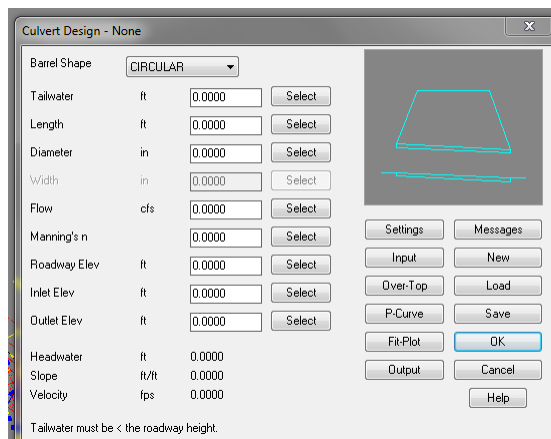 Culvert Design - None
Barrel Shape CIRCULAR
Tailwater ft 0.0000 Select
Length ft 0.0000 Select
Diameter in 0.0000 Select
Width in 0.0000 Select
Flow cfs 0.0000 Select
Manning's n 0.0000 Select
Roadway Elev ft 0.0000 Select
Inlet Elev ft 0.0000 Select
Outlet Elev ft 0.0000 Select
Headwater ft 0.0000
Slope ft/ft 0.0000
Velocity fps 0.0000
Tailwater must be < the roadway height.
Settings Messages
Input New
Over-Top Load
P-Curve Save
Fit-Plot OK
Output Cancel
Help